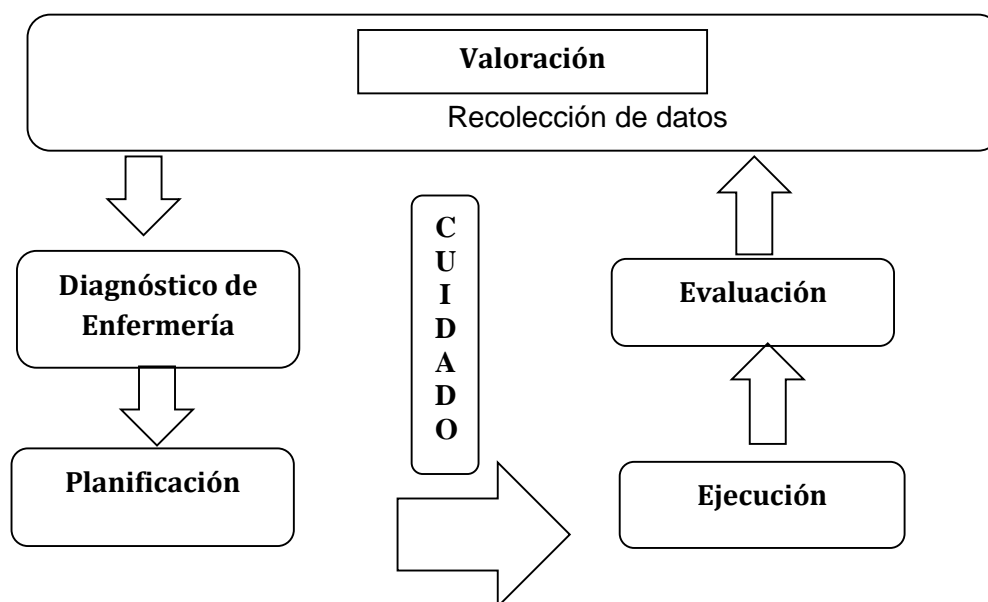 Valoración
Recolección de datos
Diagnóstico de
Enfermería
Planificación
C
U
I
D
A
D
O
Evaluación
Ejecución